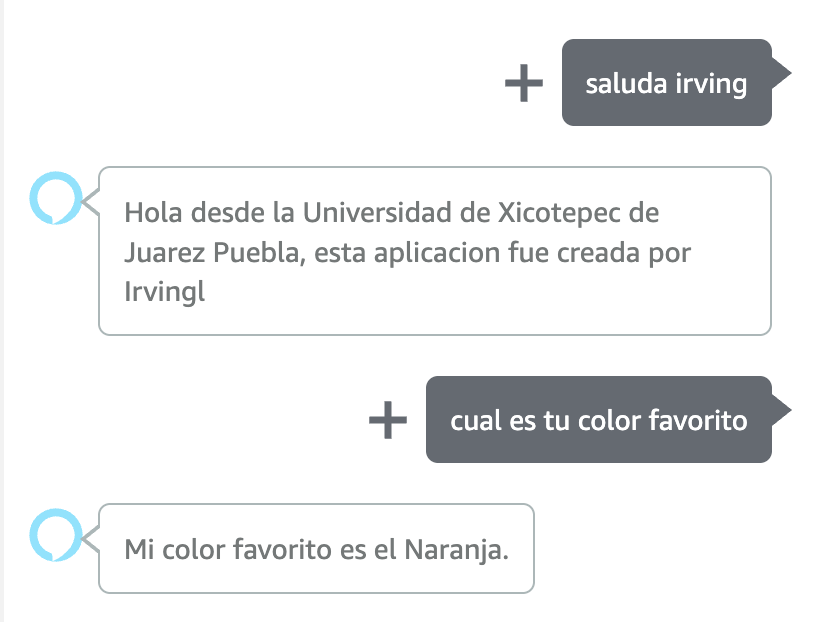 saluda irving
Hola desde la Universidad de Xicotepec de
Juarez Puebla, esta aplicacion fue creada por
Irvingl
cual es tu color favorito
Mi color favorito es el Naranja.